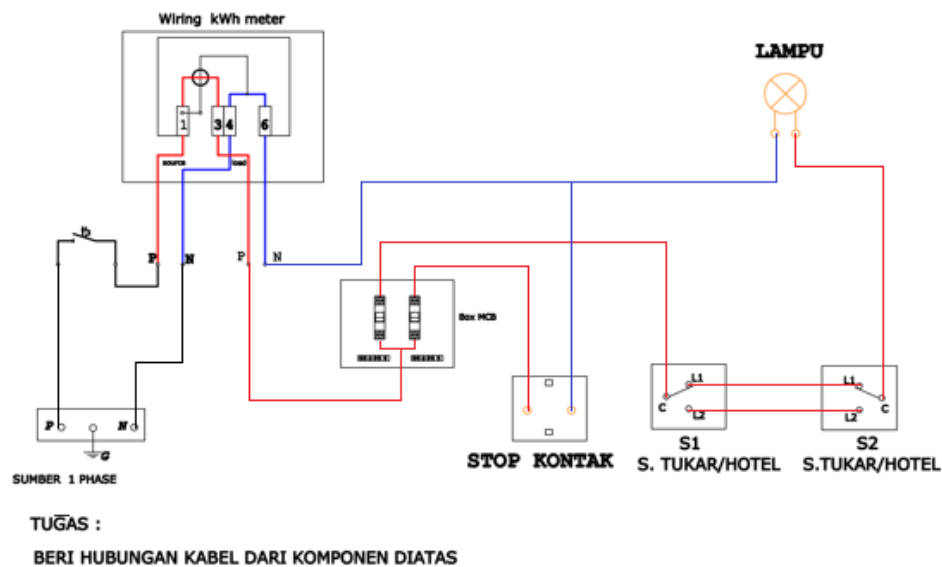 Wiring kWh meter
LAMPU
1
3
4
6
source
load
P
N
P
N
Box MCB
L1
C
L2
L1
C
L2
P
N
G
STOP KONTAK
S1
S2
S. TUKAR/HOTEL
S.TUKAR/HOTEL
SUMBER 1 PHASE
TUGAS :
BERI HUBUNGAN KABEL DARI KOMPONEN DIATAS